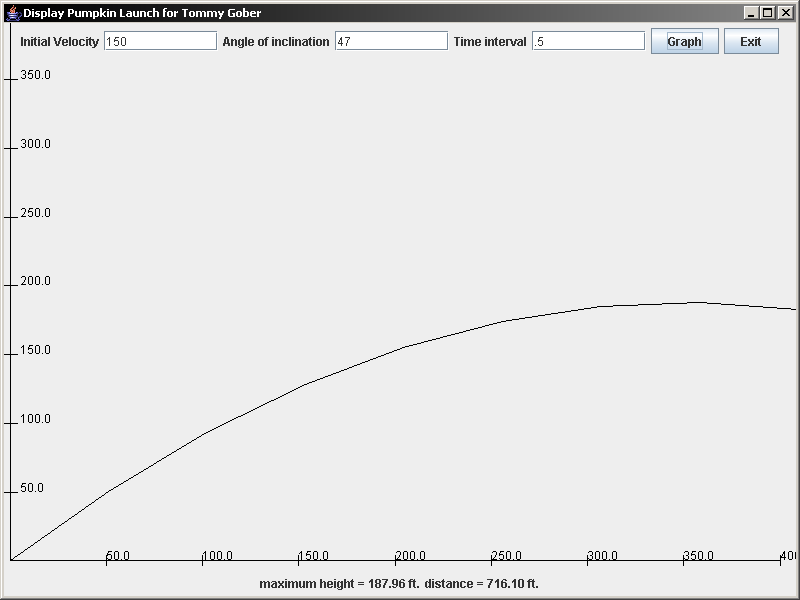 Display Pumpkin Launch for Tommy Gober
Initial Velocity 150 Angle of inclination 47 Time interval .5 Graph Exit
350.0
300.0
250.0
200.0
150.0
100.0
50.0
50.0 100.0 150.0 200.0 250.0 300.0 350.0 40
maximum height = 187.96 ft. distance = 716.10 ft.